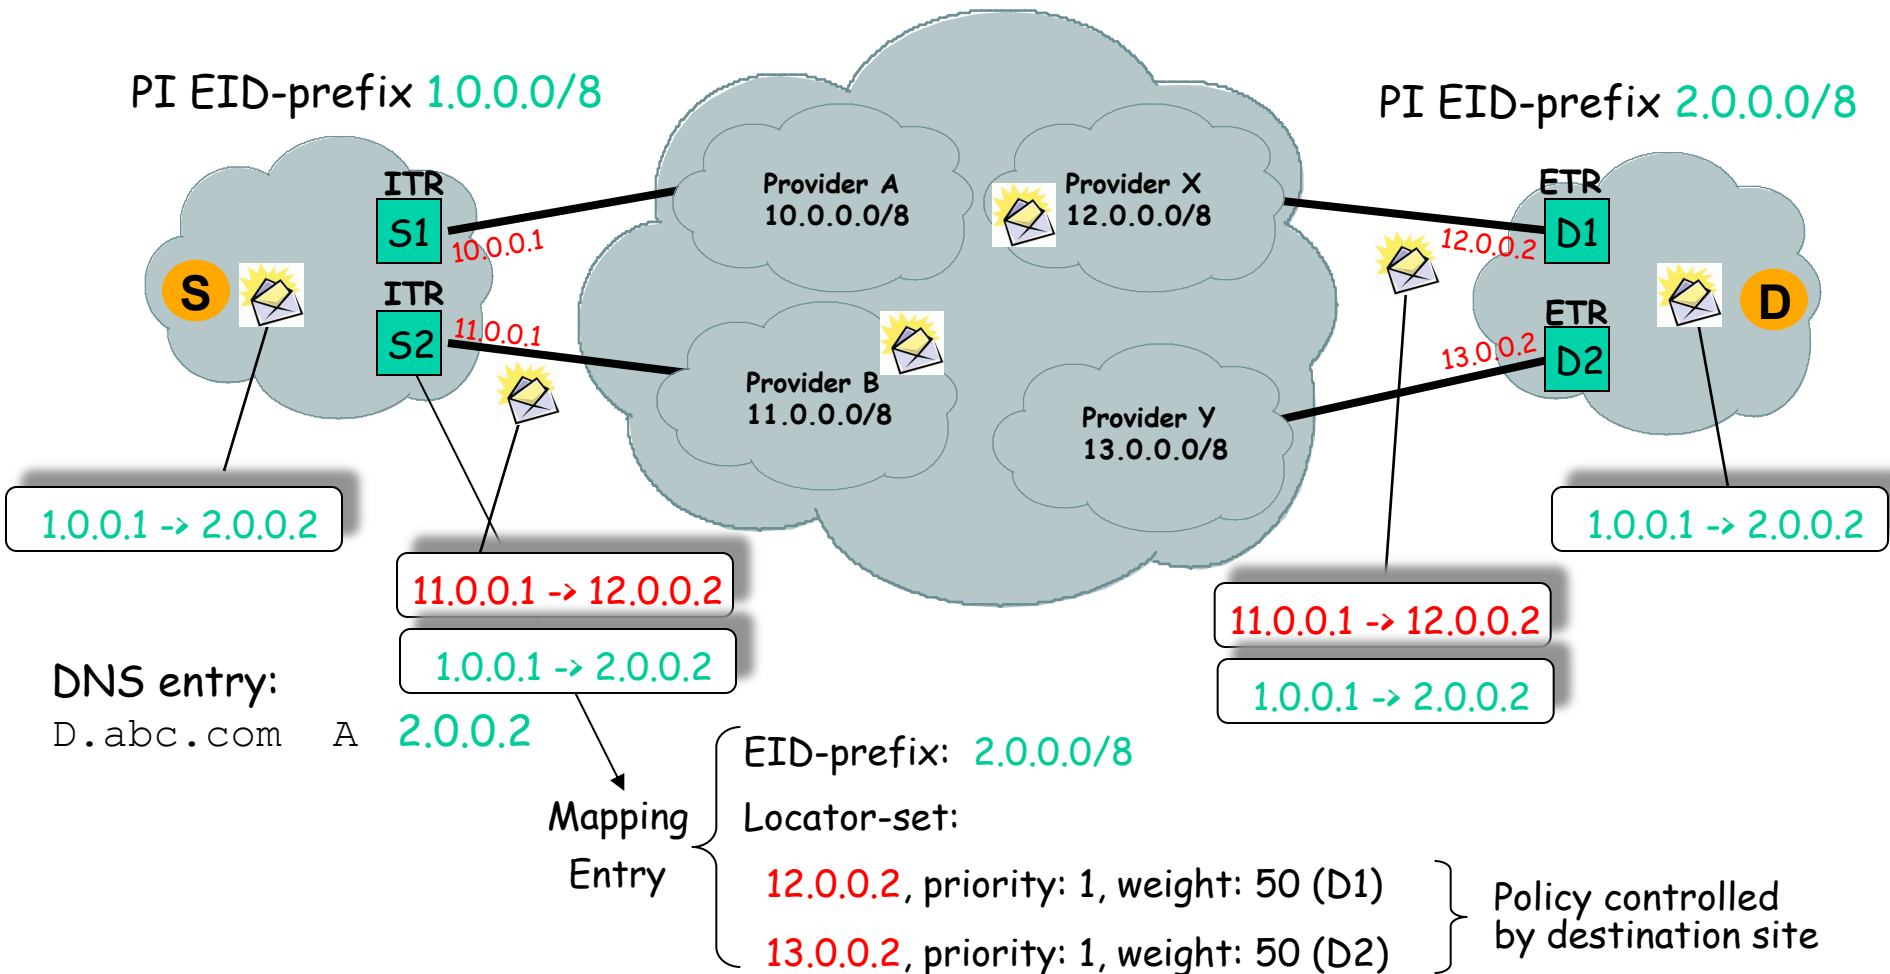 PI EID-prefix 1.0.0.0/8
PI EID-prefix 2.0.0.0/8
Provider A
10.0.0.0/8
Provider X
12.0.0.0/8
Provider B
11.0.0.0/8
Provider Y
13.0.0.0/8
ITR
S1
10.0.0.1
ITR
S2
11.0.0.1
S
ETR
D1
12.0.0.2
ETR
D2
13.0.0.2
D
1.0.0.1 -> 2.0.0.2
11.0.0.1 -> 12.0.0.2
1.0.0.1 -> 2.0.0.2
11.0.0.1 -> 12.0.0.2
1.0.0.1 -> 2.0.0.2
1.0.0.1 -> 2.0.0.2
DNS entry:
D.abc.com A 2.0.0.2
Mapping
Entry
EID-prefix: 2.0.0.0/8
Locator-set:
12.0.0.2, priority: 1, weight: 50 (D1)
13.0.0.2, priority: 1, weight: 50 (D2)
Policy controlled
by destination site